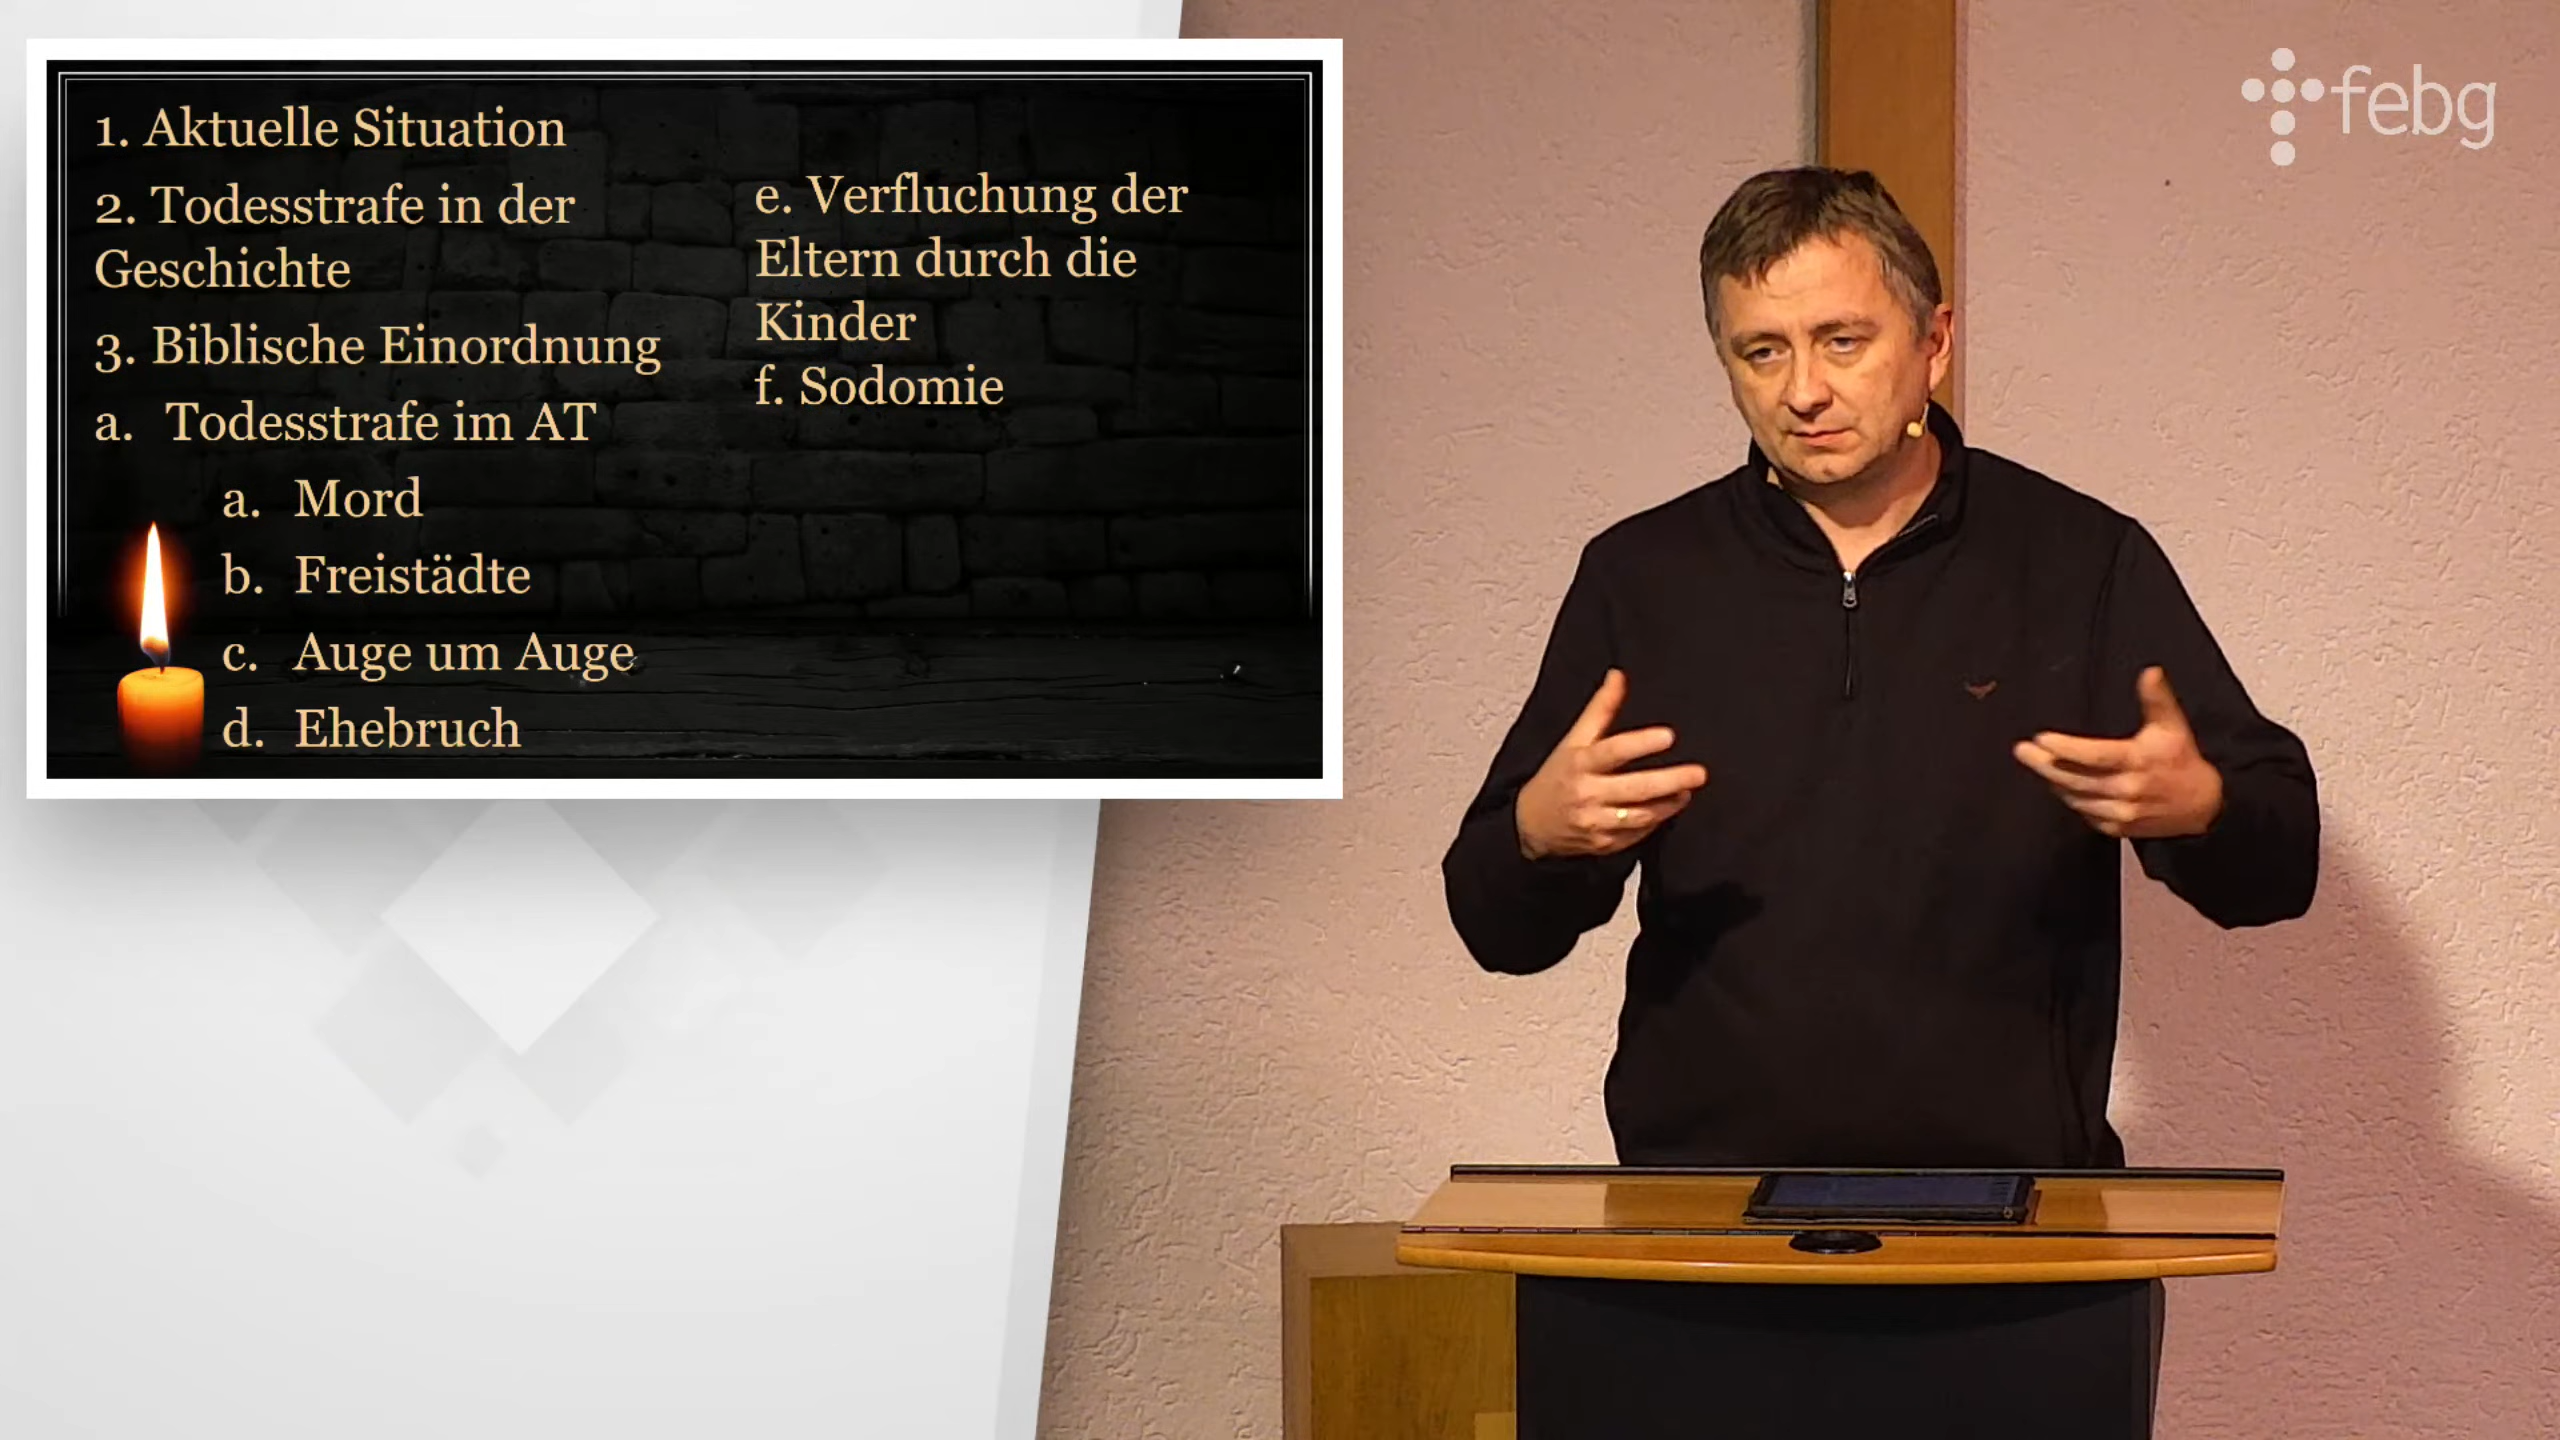 1. Aktuelle Situation
2. Todesstrafe in der
Geschichte
3. Biblische Einordnung
a. Todesstrafe im AT
a. Mord
b. Freistädte
c. Auge um Auge
d. Ehebruch
e. Verfluchung der
Eltern durch die
Kinder
f. Sodomie
febg